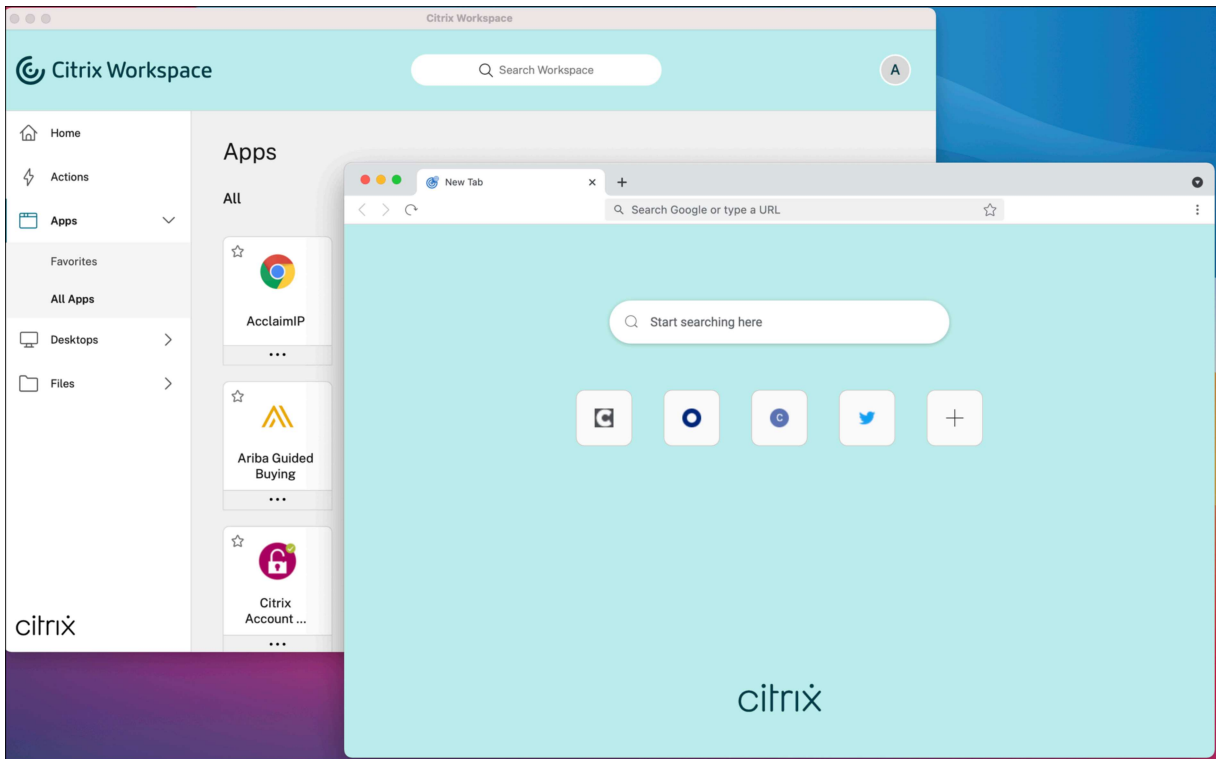 Citrix Workspace
Citrix Workspace
Search Workspace
A
Home
Actions
Apps
Favorites
All Apps
Desktops
Files
citrix
Apps
All
AcclaimIP
Ariba Guided
Buying
Citrix
Account ...
New Tab
Search Google or type a URL
Start searching here
C
C
citrix